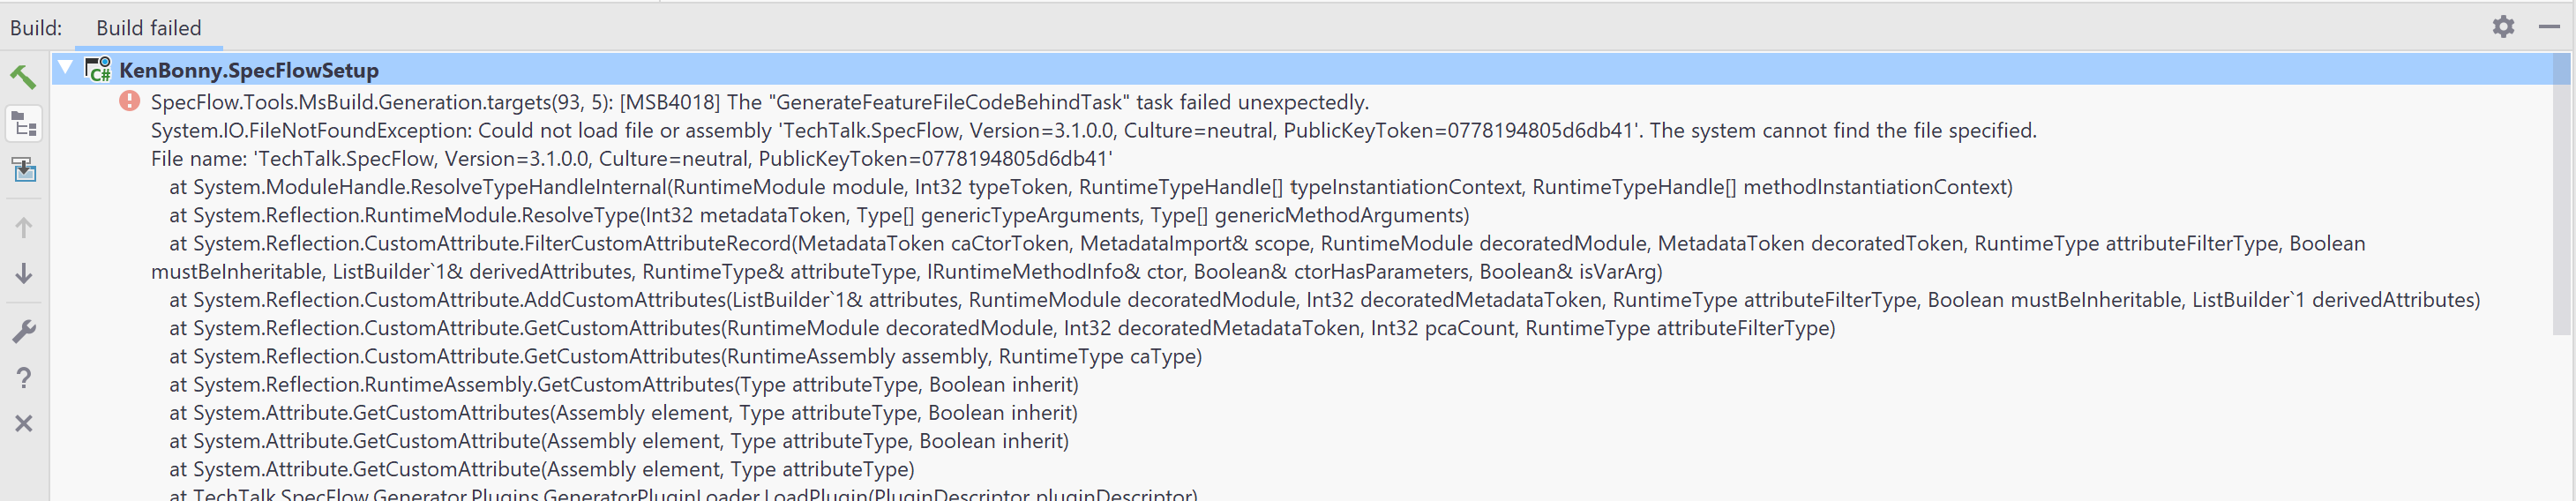 Build: Build failed
KenBonny.SpecFlowSetup
SpecFlow.Tools.MsBuild.Generation.targets(93, 5): [MSB4018] The "GenerateFeatureFileCodeBehindTask" task failed unexpectedly.
System.IO.FileNotFoundException: Could not load file or assembly 'TechTalk.SpecFlow, Version=3.1.0.0, Culture=neutral, PublicKeyToken=0778194805d6db41'. The system cannot find the file specified.
File name: 'TechTalk.SpecFlow, Version=3.1.0.0, Culture=neutral, PublicKeyToken=0778194805d6db41'
at System.ModuleHandle.ResolveTypeHandleInternal(RuntimeModule module, Int32 typeToken, RuntimeTypeHandle[] typeInstantiationContext, RuntimeTypeHandle[] methodInstantiationContext)
at System.Reflection.RuntimeModule.ResolveType(Int32 metadataToken, Type[] genericTypeArguments, Type[] genericMethodArguments)
at System.Reflection.CustomAttribute.FilterCustomAttributeRecord(MetadataToken caCtorToken, MetadataImport& scope, RuntimeModule decoratedModule, MetadataToken decoratedToken, RuntimeType attributeFilterType, Boolean
mustBeInheritable, ListBuilder`1& derivedAttributes, RuntimeType& attributeType, IRuntimeMethodInfo& ctor, Boolean& ctorHasParameters, Boolean& isVarArg)
at System.Reflection.CustomAttribute.AddCustomAttributes(ListBuilder`1& attributes, RuntimeModule decoratedModule, Int32 decoratedMetadataToken, RuntimeType attributeFilterType, Boolean mustBeInheritable, ListBuilder`1 derivedAttributes)
at System.Reflection.CustomAttribute.GetCustomAttributes(RuntimeModule decoratedModule, Int32 decoratedMetadataToken, Int32 pcaCount, RuntimeType attributeFilterType)
at System.Reflection.CustomAttribute.GetCustomAttributes(RuntimeAssembly assembly, RuntimeType caType)
at System.Reflection.RuntimeAssembly.GetCustomAttributes(Type attributeType, Boolean inherit)
at System.Attribute.GetCustomAttributes(Assembly element, Type attributeType, Boolean inherit)
at System.Attribute.GetCustomAttribute(Assembly element, Type attributeType, Boolean inherit)
at System.Attribute.GetCustomAttribute(Assembly element, Type attributeType)
at TechTalk.SpecFlow.Generator.Plugins.GeneratorPluginLoader.LoadPlugin(PluginDescriptor pluginDescriptor)